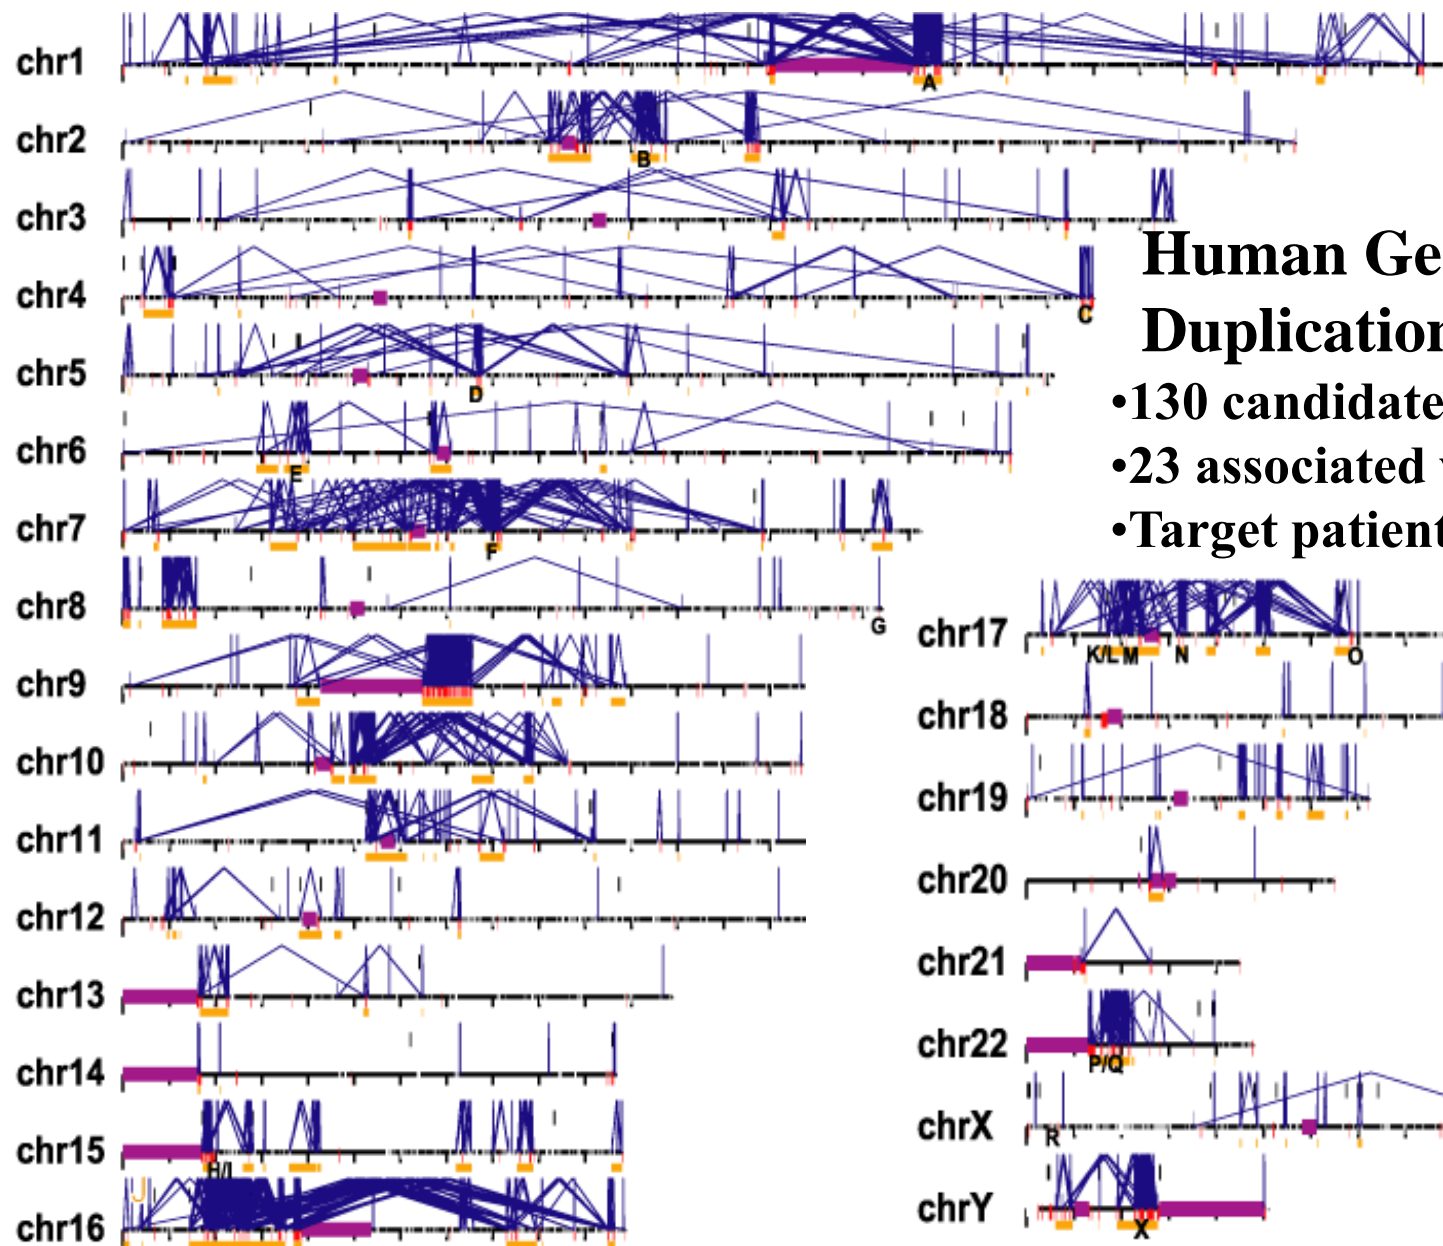 chr1
A
chr2
B
chr3
chr4
C
chr5
D
chr6
E
chr7
F
chr8
G
chr9
chr10
chr11
chr12
chr13
chr14
chr15
H/I
J
chr16
Human Ge
Duplication
•130 candidate
•23 associated
•Target patient
chr17
K/L M N O
chr18
chr19
chr20
chr21
chr22
P/Q
chrX
R
chrY
X